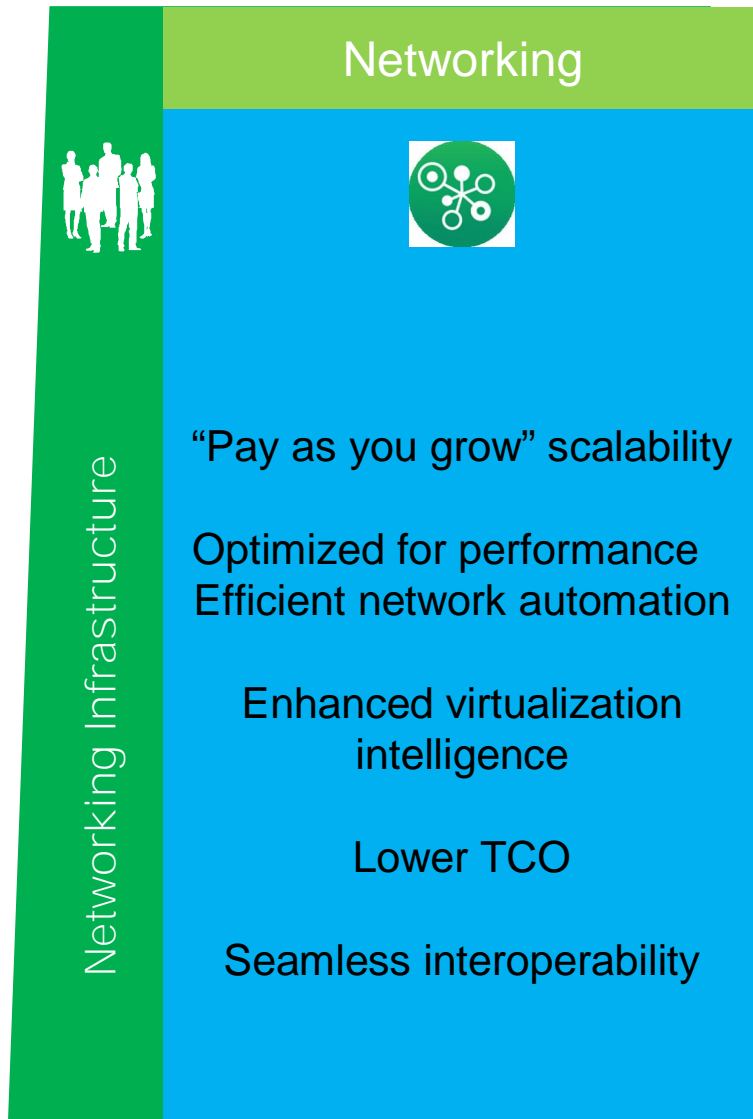 Networking
Networking Infrastructure
“Pay as you grow” scalability
Optimized for performance
Efficient network automation
Enhanced virtualization
intelligence
Lower TCO
Seamless interoperability